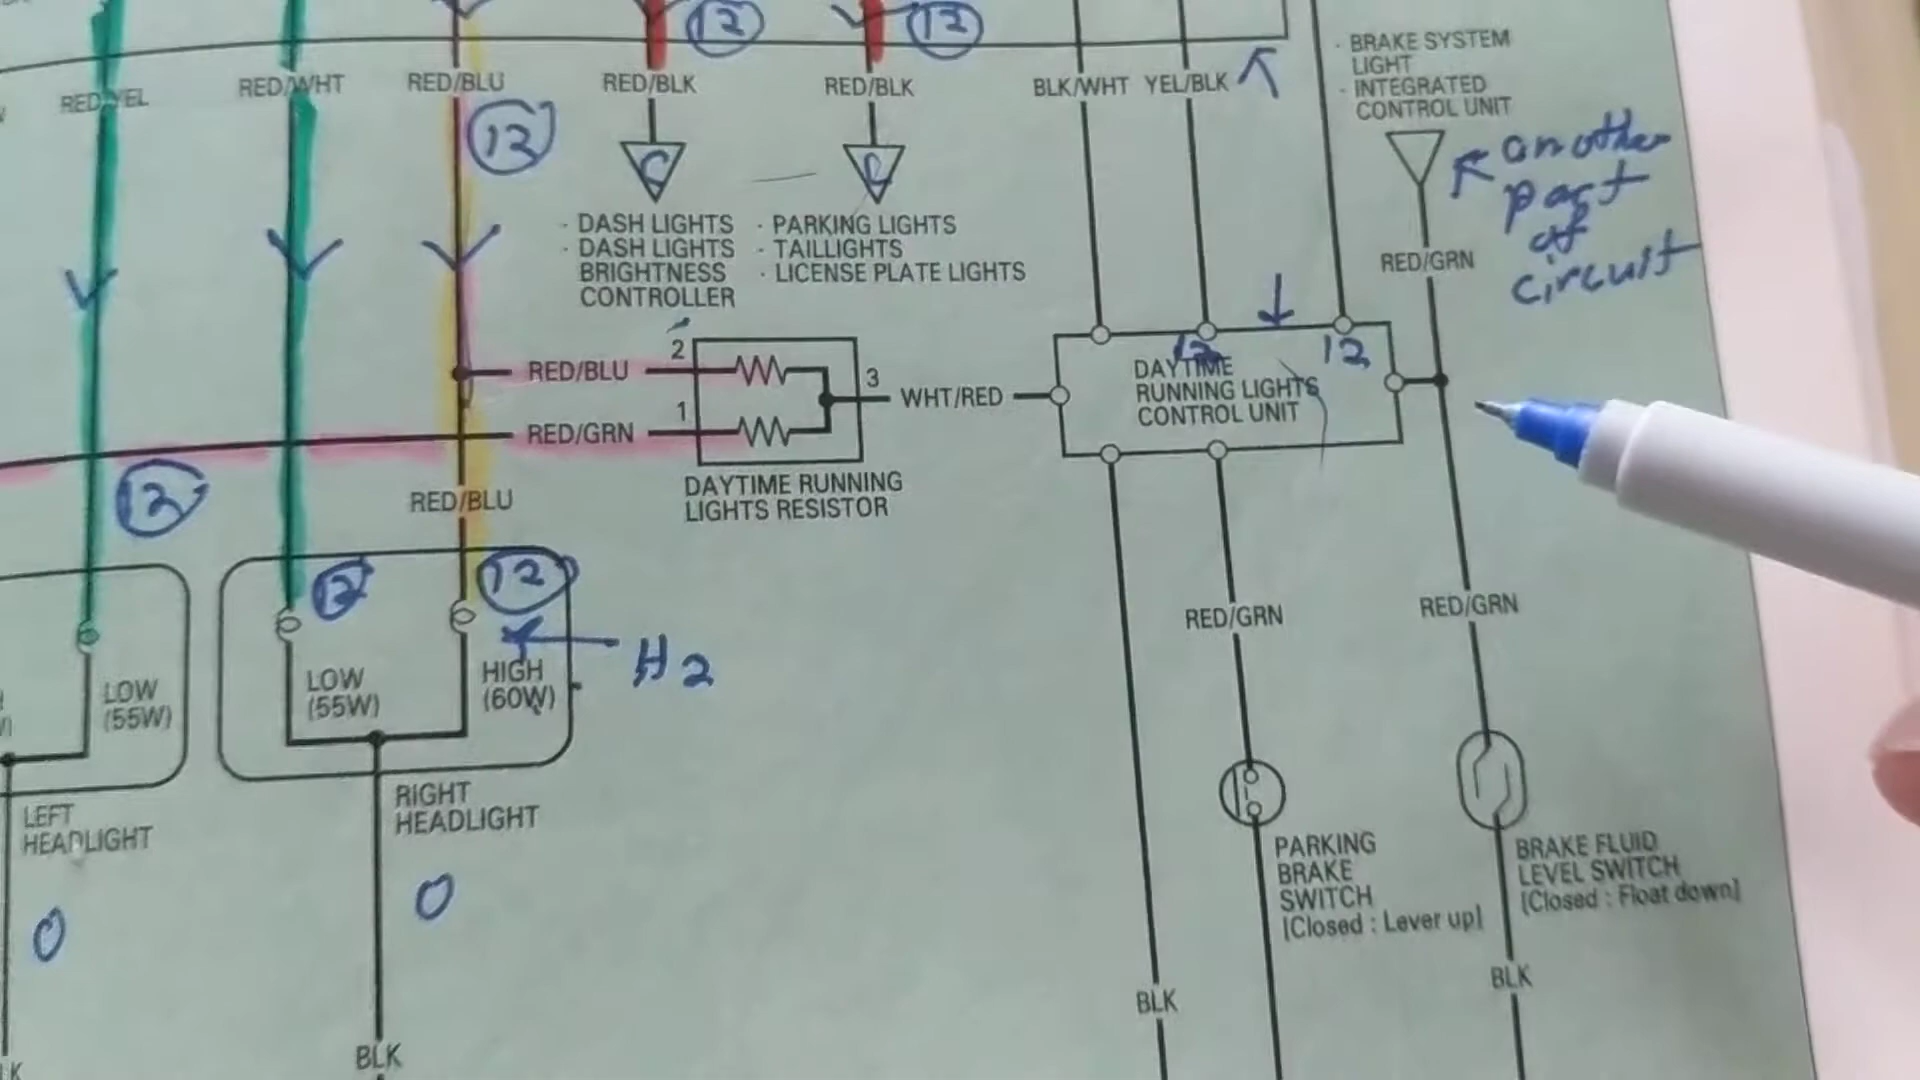 12
12
BRAKE SYSTEM
LIGHT
INTEGRATED
CONTROL UNIT
RED/YEL
RED/WHT
RED/BLU
RED/BLK
RED/BLK
BLK/WHT
YEL/BLK
12
another
part
of
circuit
C
· DASH LIGHTS
· DASH LIGHTS
BRIGHTNESS
CONTROLLER
· PARKING LIGHTS
· TAILLIGHTS
· LICENSE PLATE LIGHTS
RED/GRN
2
RED/BLU
1
RED/GRN
3
WHT/RED
12
12
DAYTIME
RUNNING LIGHTS
CONTROL UNIT
DAYTIME RUNNING
LIGHTS RESISTOR
12
RED/BLU
12
12
H2
LOW
(55W)
LOW
(55W)
HIGH
(60W)
RED/GRN
RED/GRN
LEFT
HEADLIGHT
RIGHT
HEADLIGHT
PARKING
BRAKE
SWITCH
[Closed : Lever up]
BRAKE FLUID
LEVEL SWITCH
[Closed : Float down]
0
0
BLK
BLK
BLK